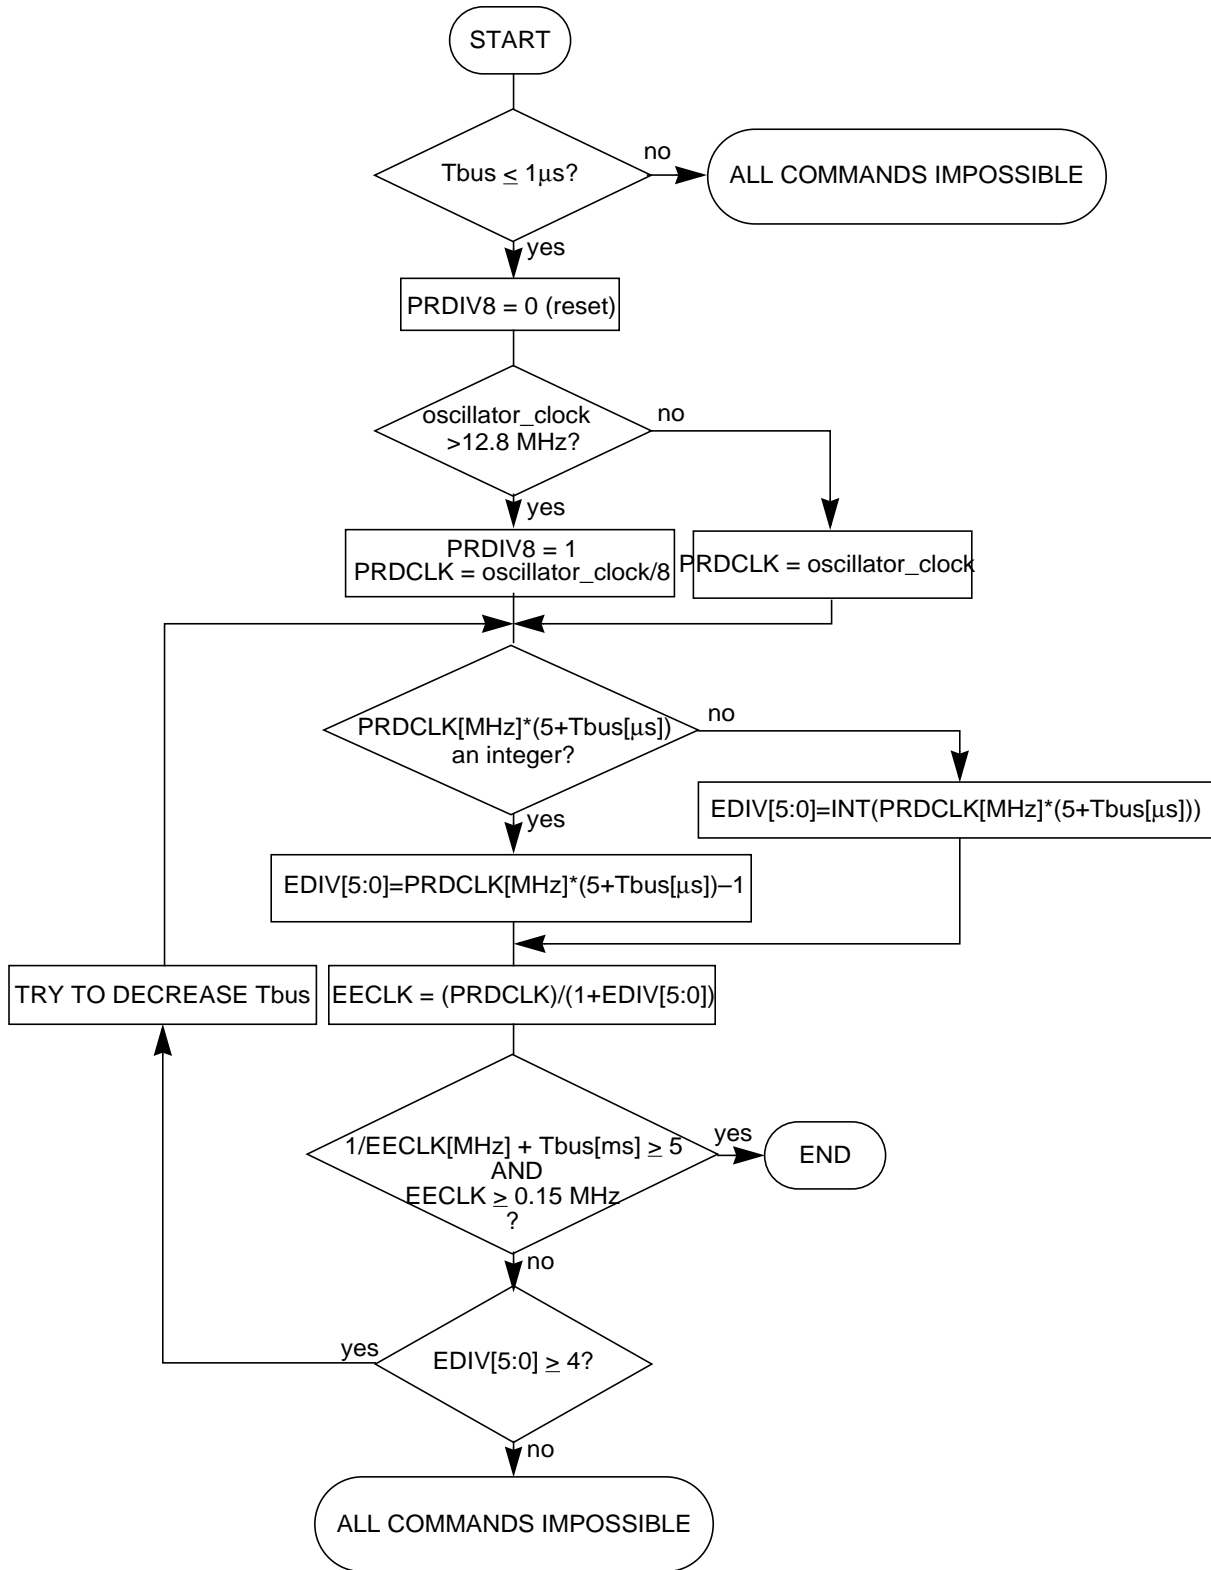 START
Tbus ≤ 1μs?
no
ALL COMMANDS IMPOSSIBLE
yes
PRDIV8 = 0 (reset)
oscillator_clock
>12.8 MHz?
no
yes
PRDIV8 = 1
PRDCLK = oscillator_clock/8
PRDCLK = oscillator_clock
PRDCLK[MHz]*(5+Tbus[μs])
an integer?
no
yes
EDIV[5:0]=INT(PRDCLK[MHz]*(5+Tbus[μs]))
EDIV[5:0]=PRDCLK[MHz]*(5+Tbus[μs])–1
TRY TO DECREASE Tbus
EECLK = (PRDCLK)/(1+EDIV[5:0])
1/EECLK[MHz] + Tbus[ms] ≥ 5
AND
EECLK ≥ 0.15 MHz
?
yes
END
no
yes
EDIV[5:0] ≥ 4?
no
ALL COMMANDS IMPOSSIBLE